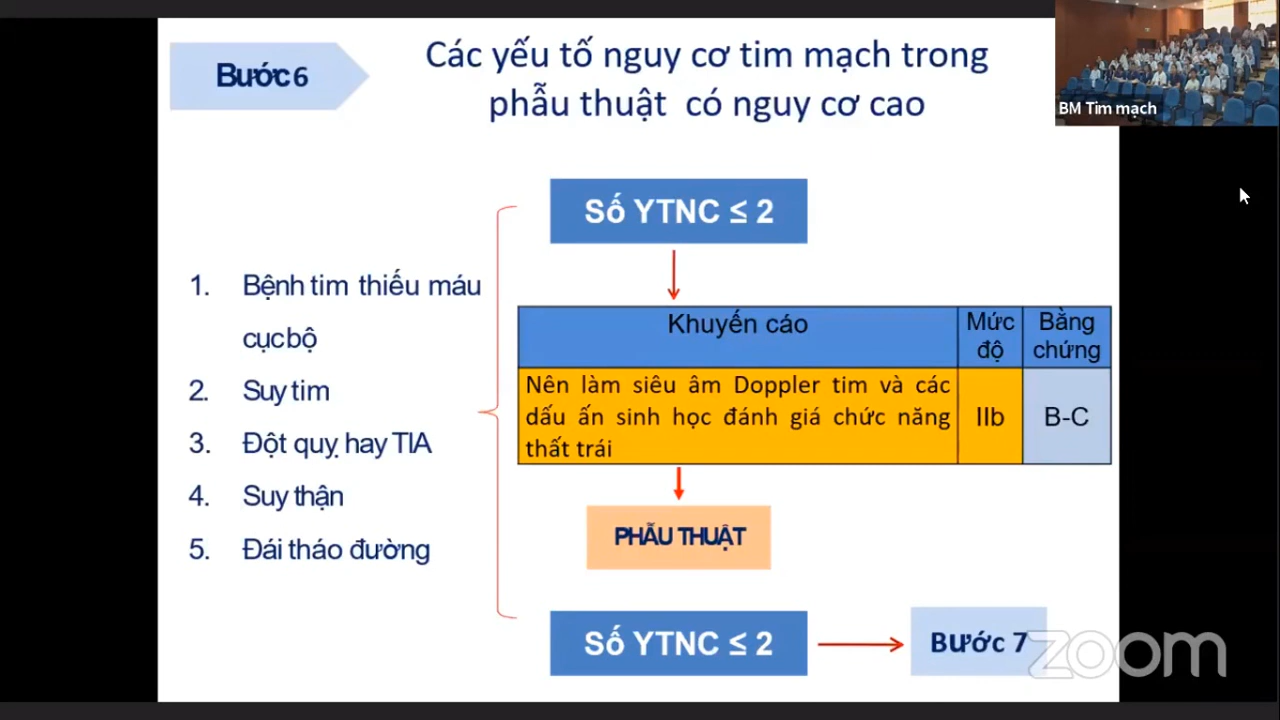 Bước 6
Các yếu tố nguy cơ tim mạch trong
phẫu thuật có nguy cơ cao
BM Tim mạch
Số YTNC ≤ 2
1. Bệnh tim thiếu máu
cục bộ
2. Suy tim
3. Đột quỵ hay TIA
4. Suy thận
5. Đái tháo đường
Khuyến cáo
Mức
độ
Bằng
chứng
Nên làm siêu âm Doppler tim và các
dấu ấn sinh học đánh giá chức năng
thất trái
IIb
B-C
PHẪU THUẬT
Số YTNC ≤ 2
Bước 7
zoom